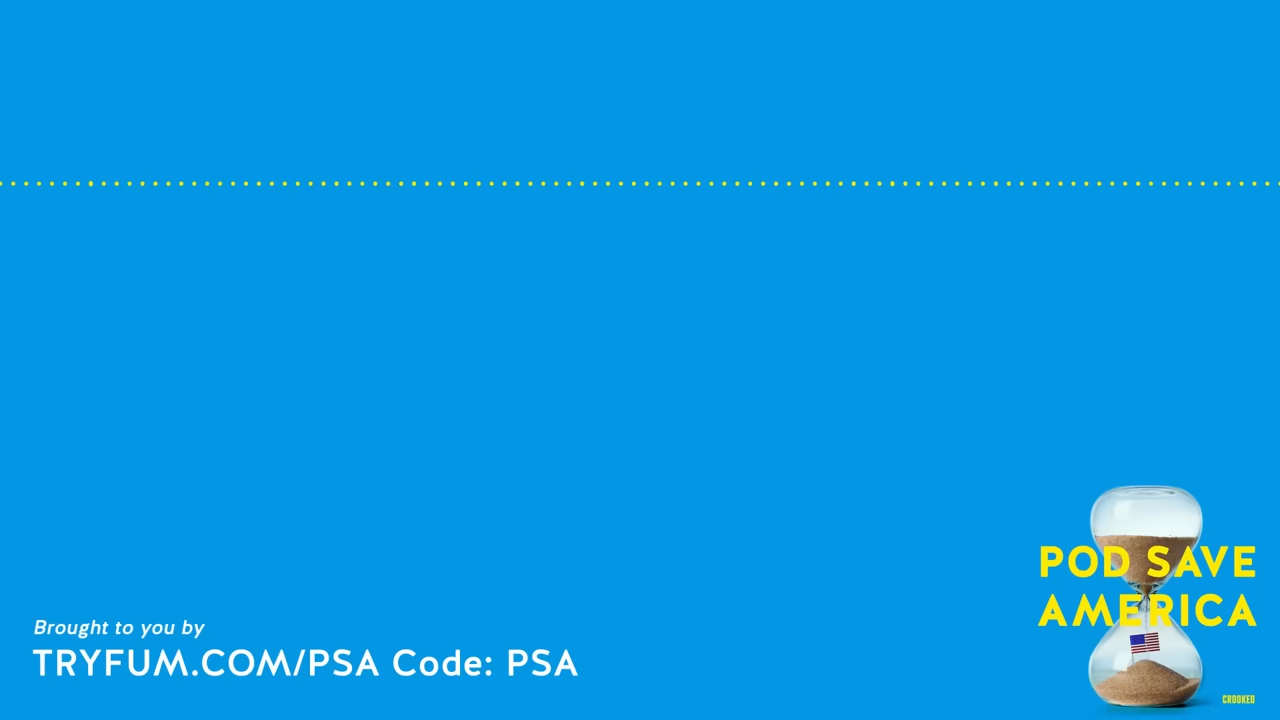 POD SAVE
AMERICA
Brought to you by
TRYFUM.COM/PSA Code: PSA
CROOKED